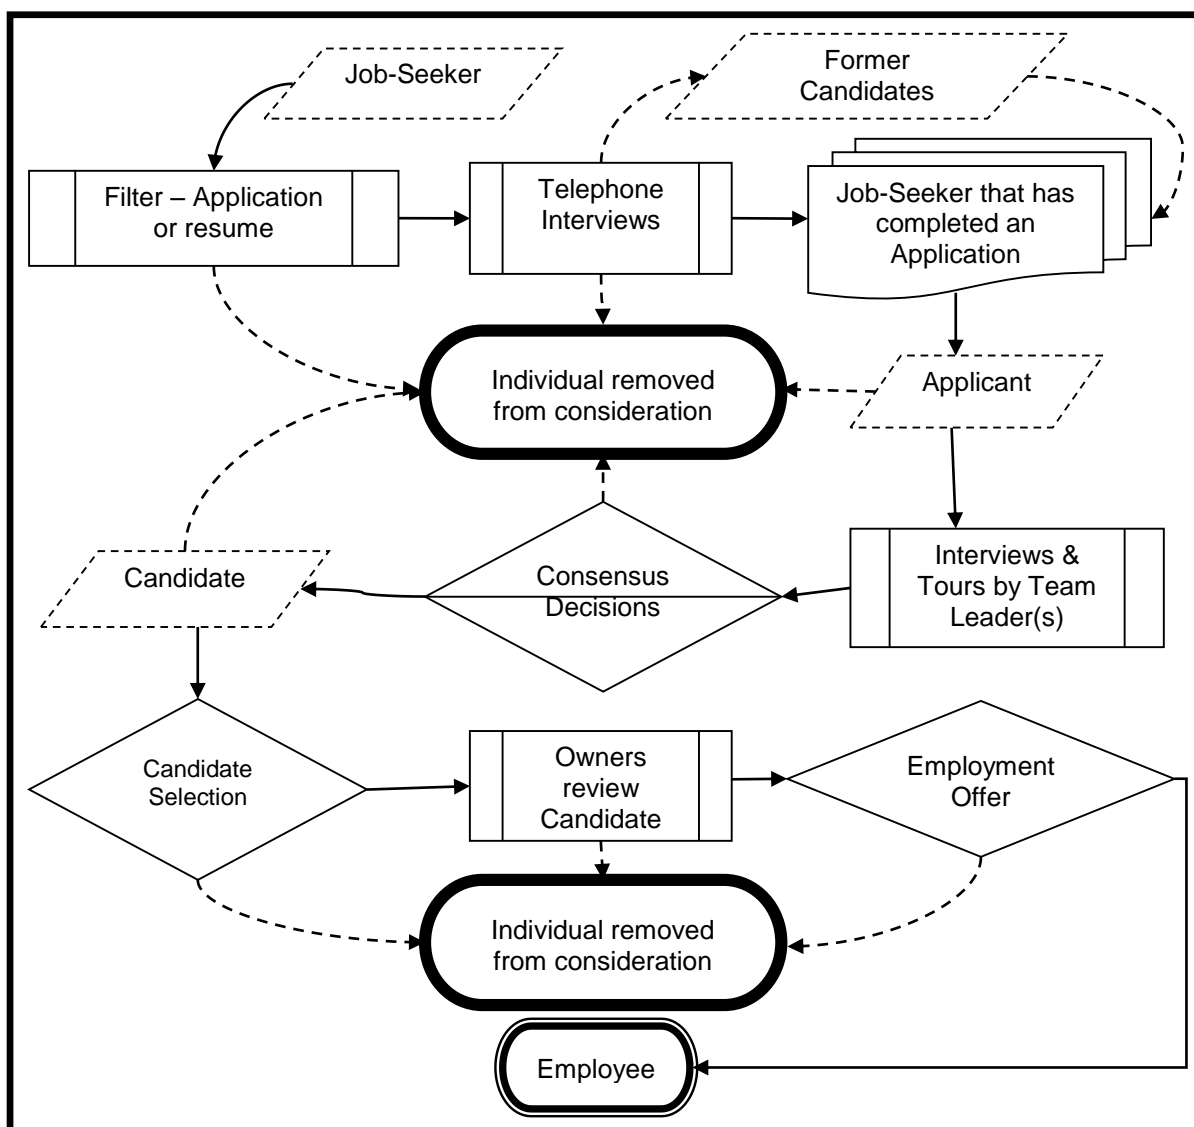 Job-Seeker
Former
Candidates
Filter – Application
or resume
Telephone
Interviews
Job-Seeker that has
completed an
Application
Individual removed
from consideration
Applicant
Candidate
Consensus
Decisions
Interviews &
Tours by Team
Leader(s)
Candidate
Selection
Owners
review
Candidate
Employment
Offer
Individual removed
from consideration
Employee